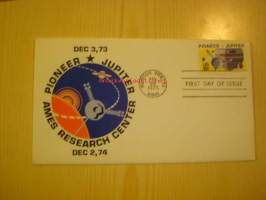 DEC 3,73
PIONEER ★ JUPITER
AMES RESEARCH CENTER
DEC 2,74
PIONEER ★ JUPITER
FIRST DAY OF ISSUE